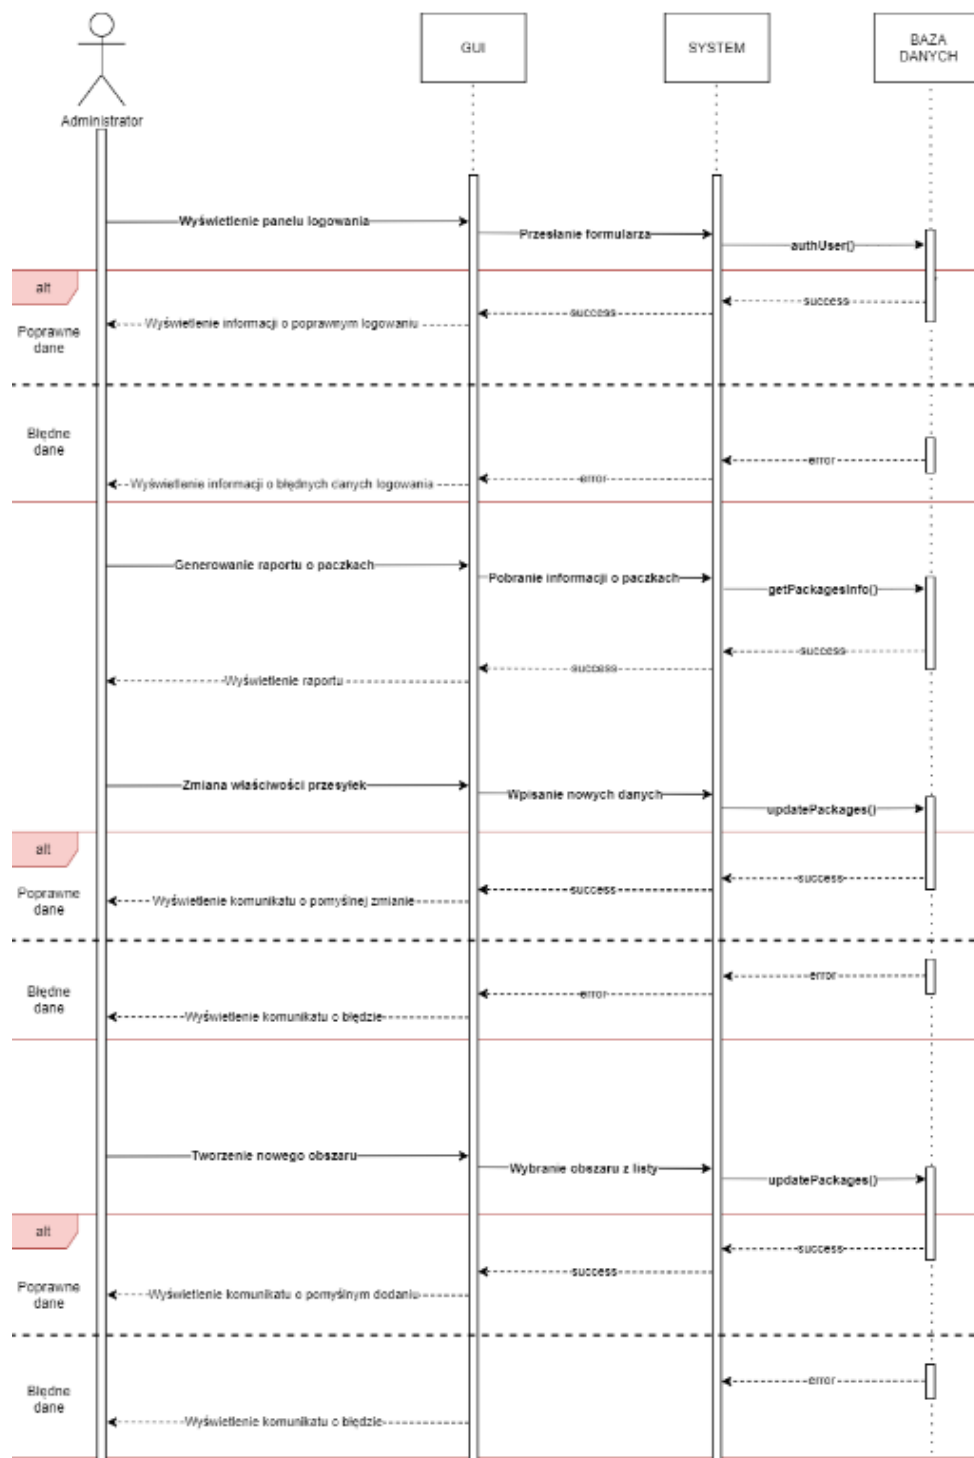 GUI
SYSTEM
BAZA
DANYCH
Administrator
Wyświetlenie panelu logowania
Przesłanie formularza
authUser()
alt
success
success
Wyświetlenie informacji o poprawnym logowaniu
Poprawne
dane
Błędne
dane
error
error
Wyświetlenie informacji o błędnych danych logowania
Generowanie raportu o paczkach
Pobranie informacji o paczkach
getPackagesInfo()
success
success
Wyświetlenie raportu
Zmiana właściwości przesyłek
Wpisanie nowych danych
updatePackages()
alt
success
success
Poprawne
dane
Wyświetlenie komunikatu o pomyślnej zmianie
error
Błędne
dane
error
Wyświetlenie komunikatu o błędzie
Tworzenie nowego obszaru
Wybranie obszaru z listy
updatePackages()
alt
success
success
Poprawne
dane
Wyświetlenie komunikatu o pomyślnym dodaniu
error
Błędne
dane
Wyświetlenie komunikatu o błędzie